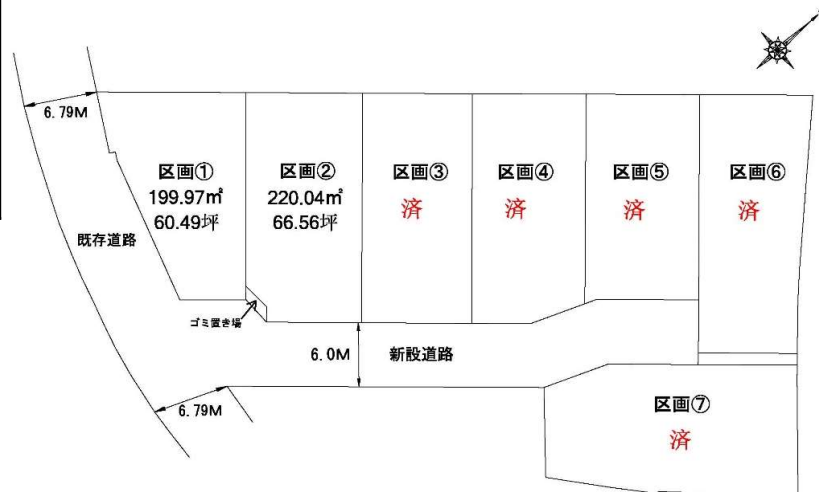 6.79M
区画①
199.97㎡
60.49坪
区画②
220.04㎡
66.56坪
区画③
済
区画④
済
区画⑤
済
区画⑥
済
既存道路
ゴミ置き場
6.0M
新設道路
6.79M
区画⑦
済